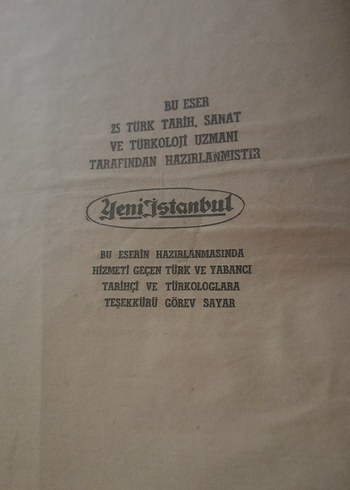 BU ESER
25 TÜRK TARİH, SANAT
VE TÜRKOLOJİ UZMANI
TARAFINDAN HAZIRLANMIŞTIR
Yeni İstanbul
BU ESERİN HAZIRLANMASINDA
HİZMETİ GEÇEN TÜRK VE YABANCI
TARİHÇİ VE TÜRKOLOGLARA
TEŞEKKÜRÜ GÖREV SAYAR